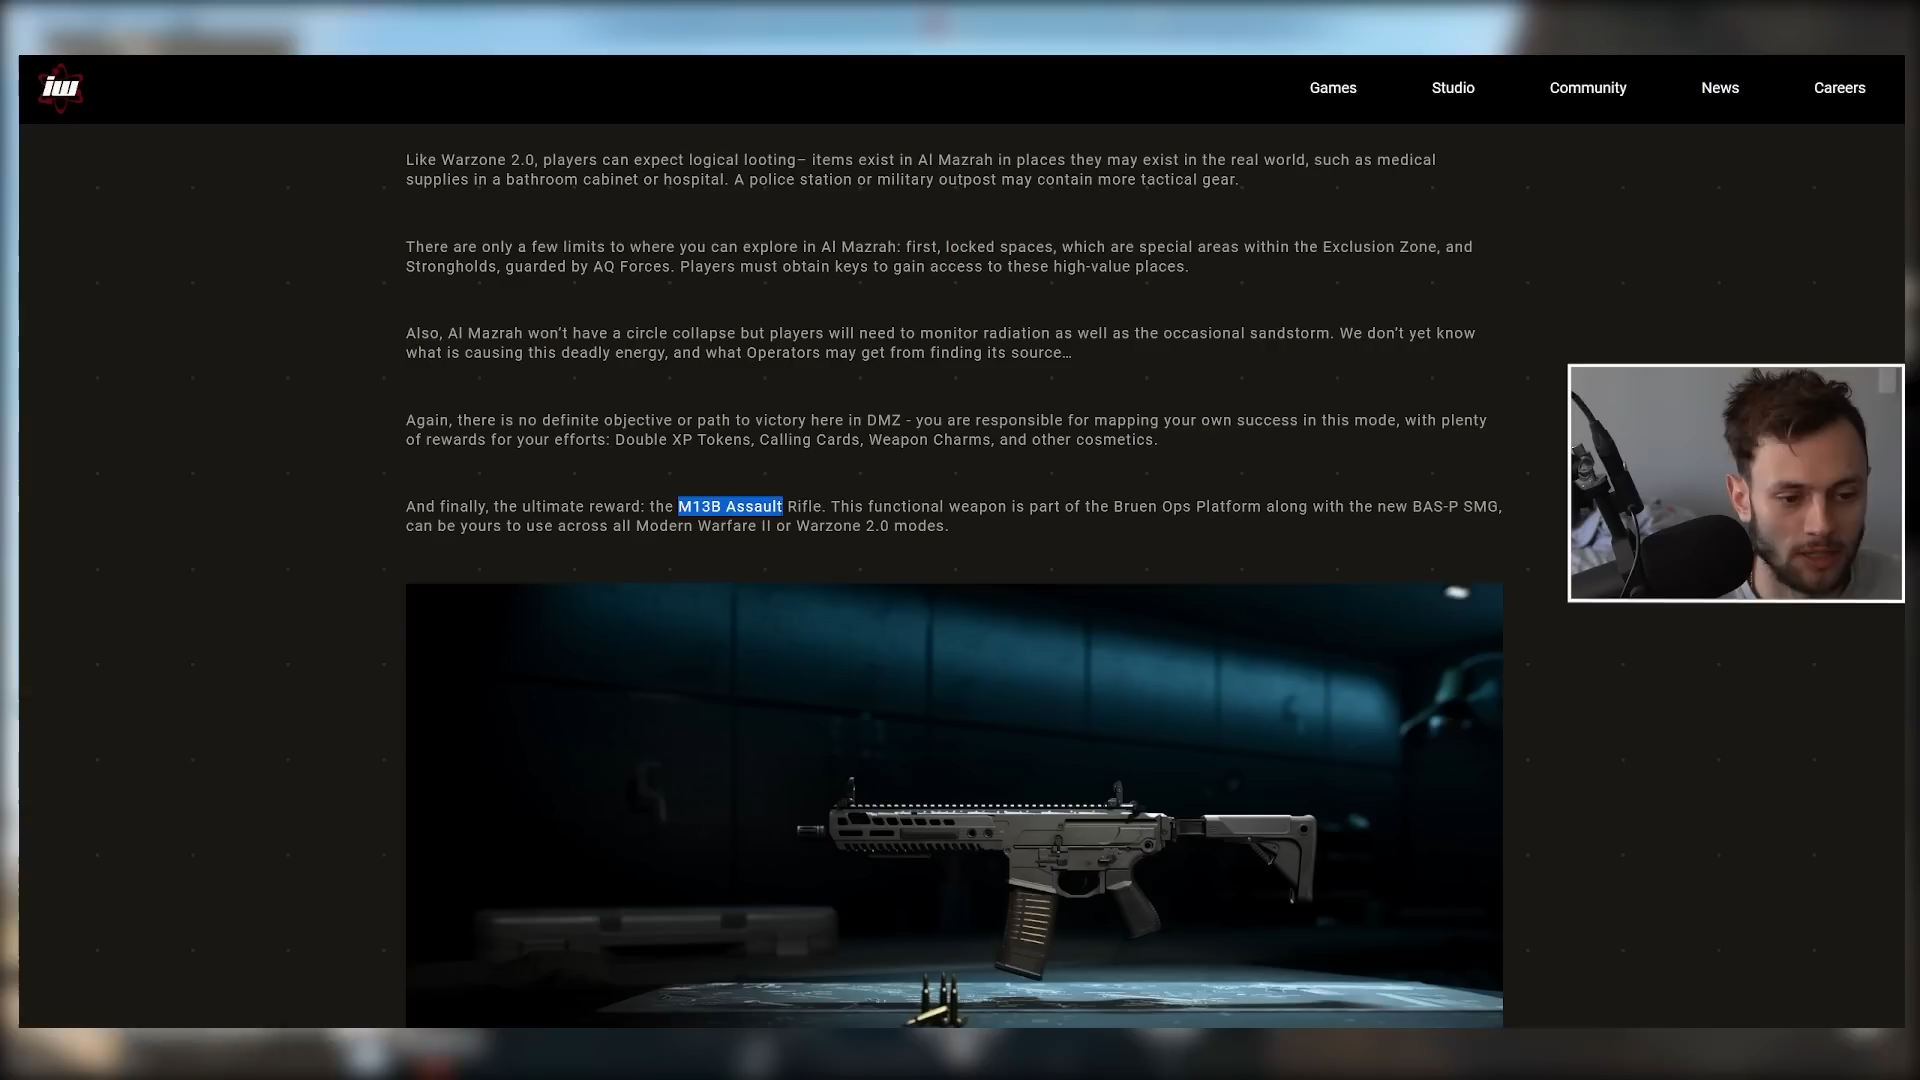 iw
Games
Studio
Community
News
Careers
Like Warzone 2.0, players can expect logical looting– items exist in Al Mazrah in places they may exist in the real world, such as medical
supplies in a bathroom cabinet or hospital. A police station or military outpost may contain more tactical gear.
There are only a few limits to where you can explore in Al Mazrah: first, locked spaces, which are special areas within the Exclusion Zone, and
Strongholds, guarded by AQ Forces. Players must obtain keys to gain access to these high-value places.
Also, Al Mazrah won’t have a circle collapse but players will need to monitor radiation as well as the occasional sandstorm. We don’t yet know
what is causing this deadly energy, and what Operators may get from finding its source…
Again, there is no definite objective or path to victory here in DMZ - you are responsible for mapping your own success in this mode, with plenty
of rewards for your efforts: Double XP Tokens, Calling Cards, Weapon Charms, and other cosmetics.
And finally, the ultimate reward: the M13B Assault Rifle. This functional weapon is part of the Bruen Ops Platform along with the new BAS-P SMG,
can be yours to use across all Modern Warfare II or Warzone 2.0 modes.